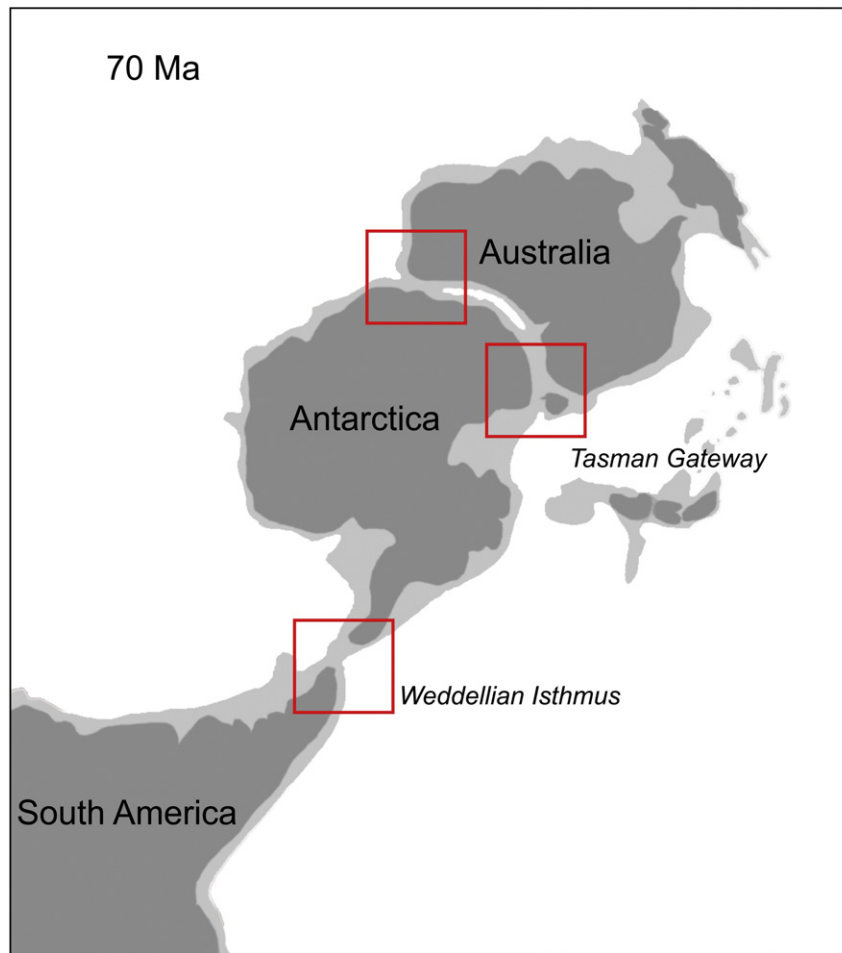 70 Ma
Australia
Antarctica
Tasman Gateway
Weddellian Isthmus
South America